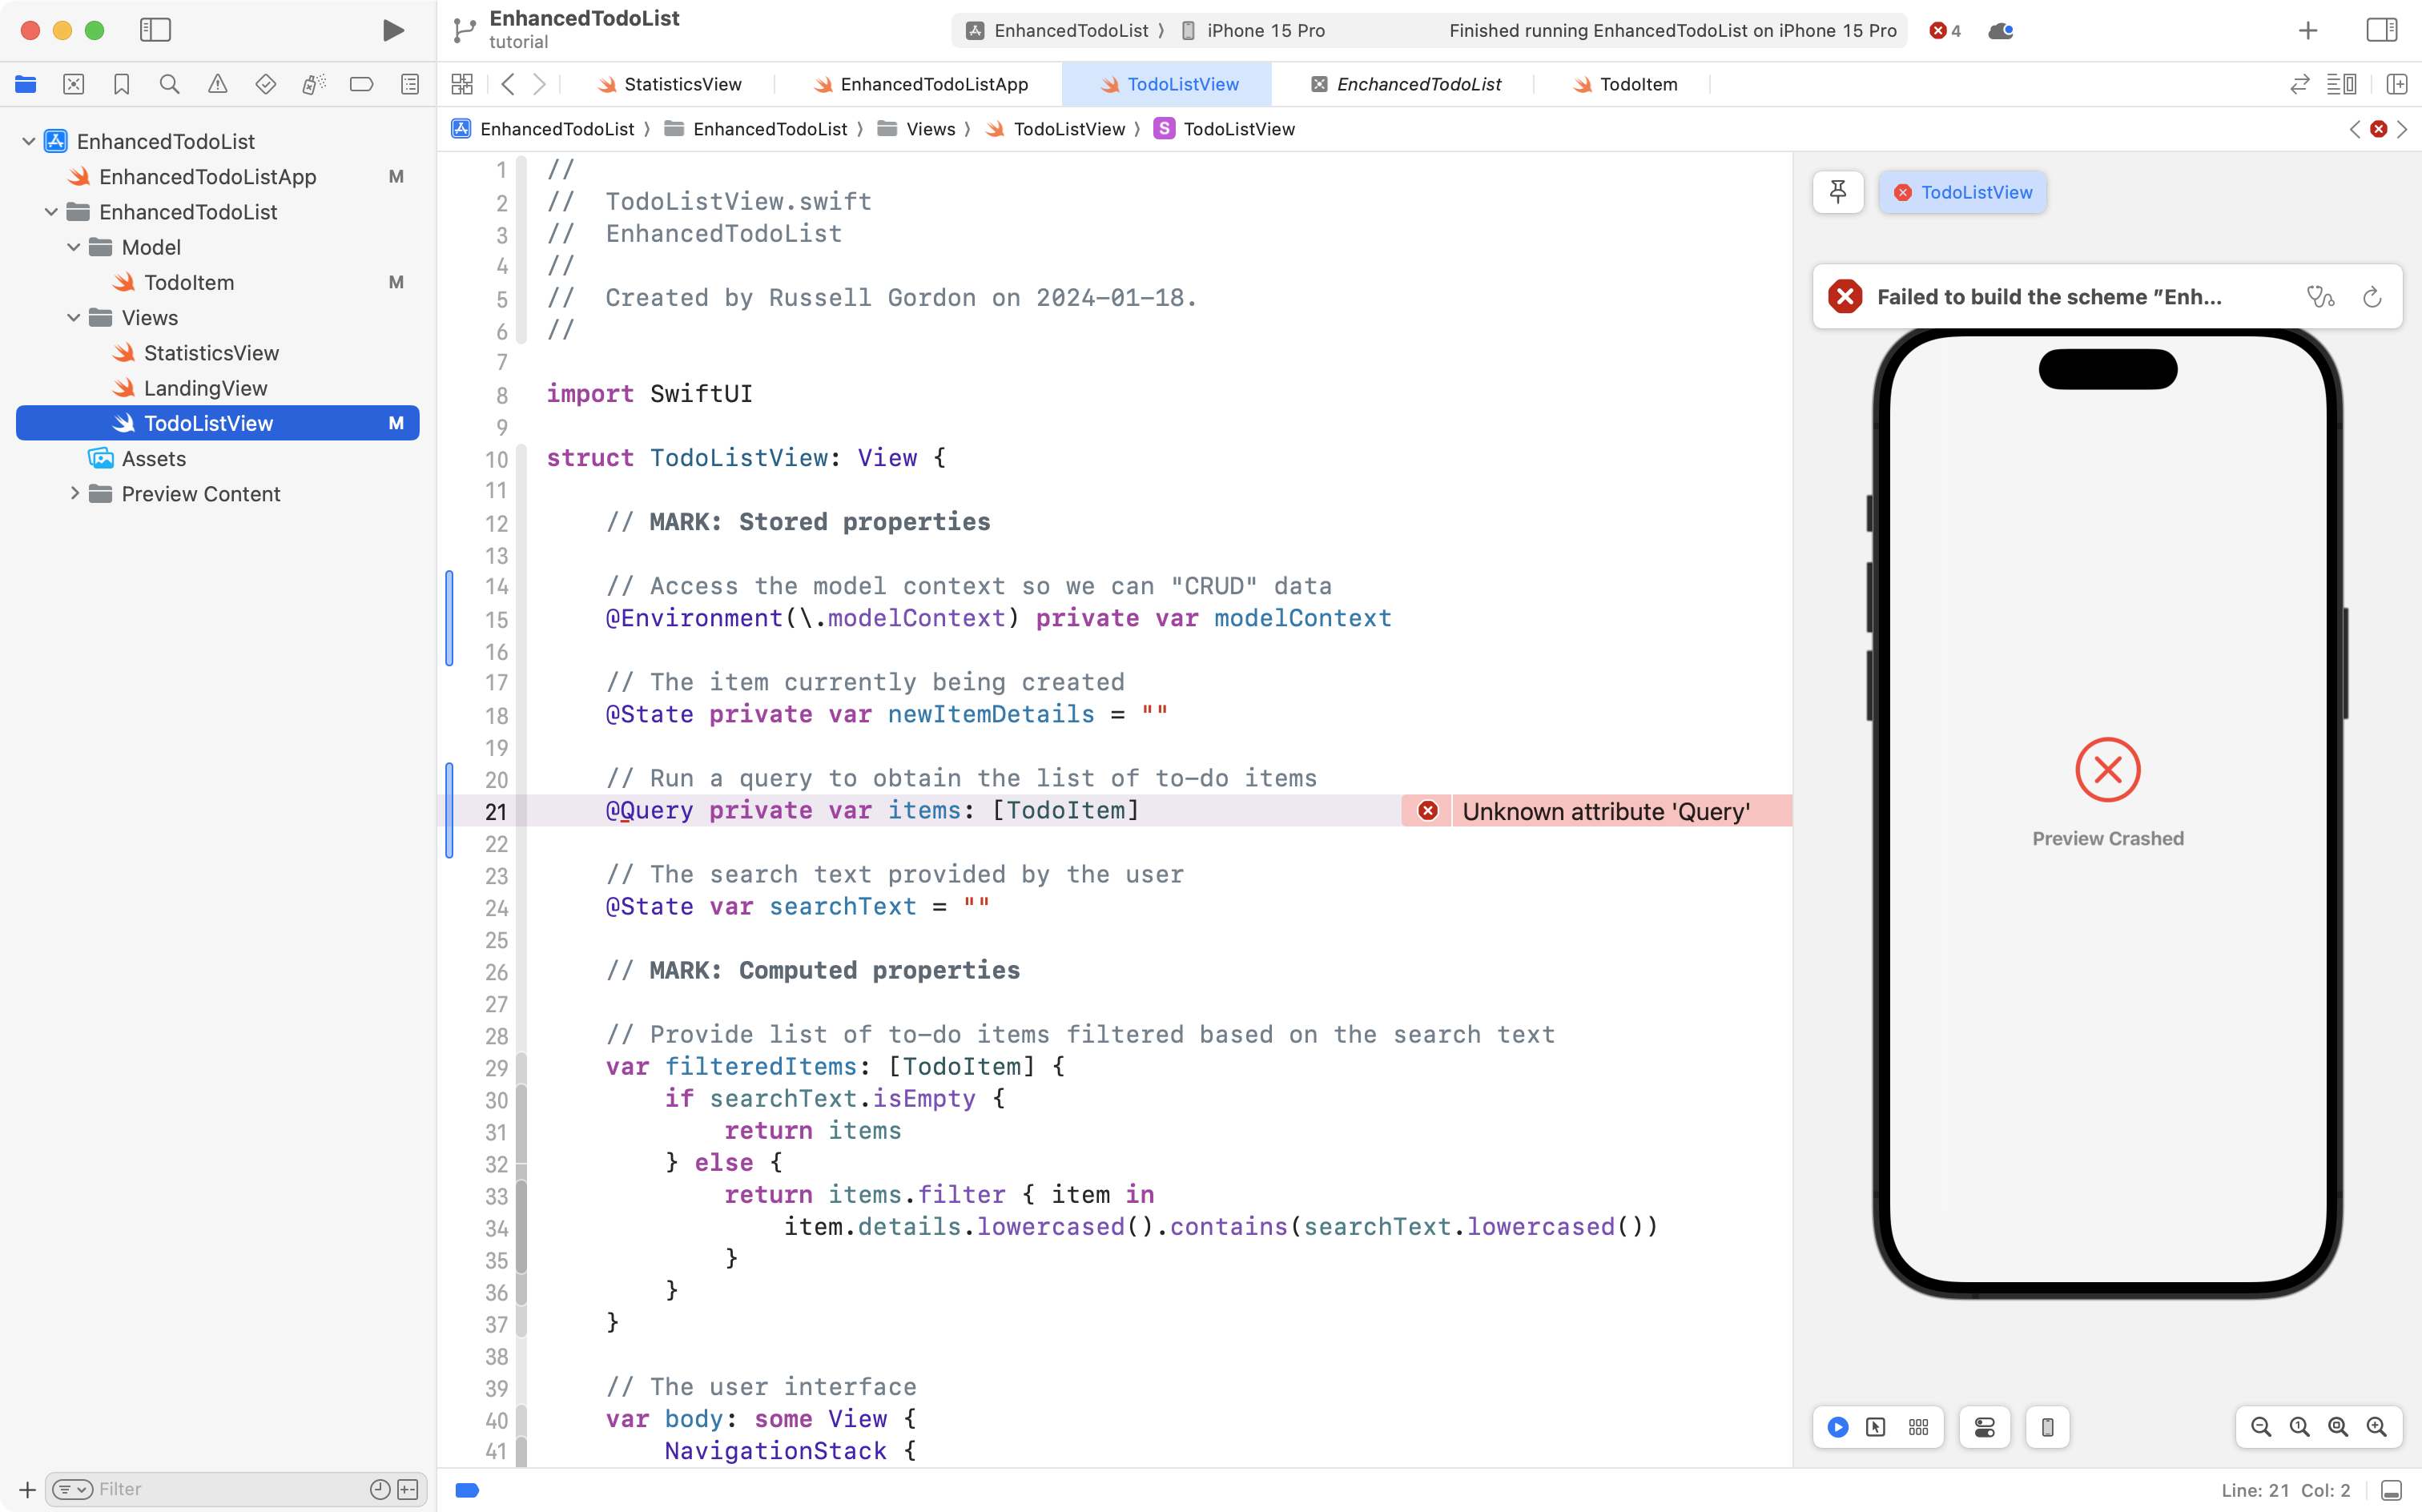 EnhancedTodoList
tutorial
EnhancedTodoList 〉 iPhone 15 Pro
Finished running EnhancedTodoList on iPhone 15 Pro
4
StatisticsView
EnhancedTodoListApp
TodoListView
EnchancedTodoList
TodoItem
EnhancedTodoList 〉 EnhancedTodoList 〉 Views 〉 TodoListView 〉 S TodoListView
EnhancedTodoList
EnhancedTodoListApp M
EnhancedTodoList
Model
TodoItem M
Views
StatisticsView
LandingView
TodoListView M
Assets
Preview Content
Filter
1 //
2 //  TodoListView.swift
3 //  EnhancedTodoList
4 //
5 //  Created by Russell Gordon on 2024-01-18.
6 //
7
8 import SwiftUI
9
10 struct TodoListView: View {
11
12     // MARK: Stored properties
13
14     // Access the model context so we can "CRUD" data
15     @Environment(\.modelContext) private var modelContext
16
17     // The item currently being created
18     @State private var newItemDetails = ""
19
20     // Run a query to obtain the list of to-do items
21     @Query private var items: [TodoItem]
Unknown attribute 'Query'
22
23     // The search text provided by the user
24     @State var searchText = ""
25
26     // MARK: Computed properties
27
28     // Provide list of to-do items filtered based on the search text
29     var filteredItems: [TodoItem] {
30         if searchText.isEmpty {
31             return items
32         } else {
33             return items.filter { item in
34                 item.details.lowercased().contains(searchText.lowercased())
35             }
36         }
37     }
38
39     // The user interface
40     var body: some View {
41         NavigationStack {
TodoListView
Failed to build the scheme "Enh...
Preview Crashed
Line: 21 Col: 2